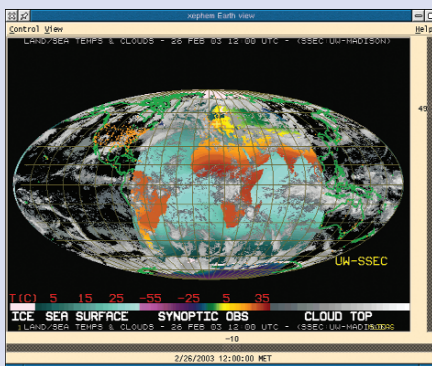 xephem Earth view
Control View Help
LAND/SEA TEMPS & CLOUDS - 26 FEB 03 12:00 UTC - (SSEC:UW-MADISON)
49
UW-SSEC
T(C) 5 15 25 -55 -25 5 35
ICE SEA SURFACE SYNOPTIC OBS CLOUD TOP
LAND/SEA TEMPS & CLOUDS - 26 FEB 03 12:00 UTC - (SSEC:UW-MADISON)
-10
2/26/2003 12:00:00 MET